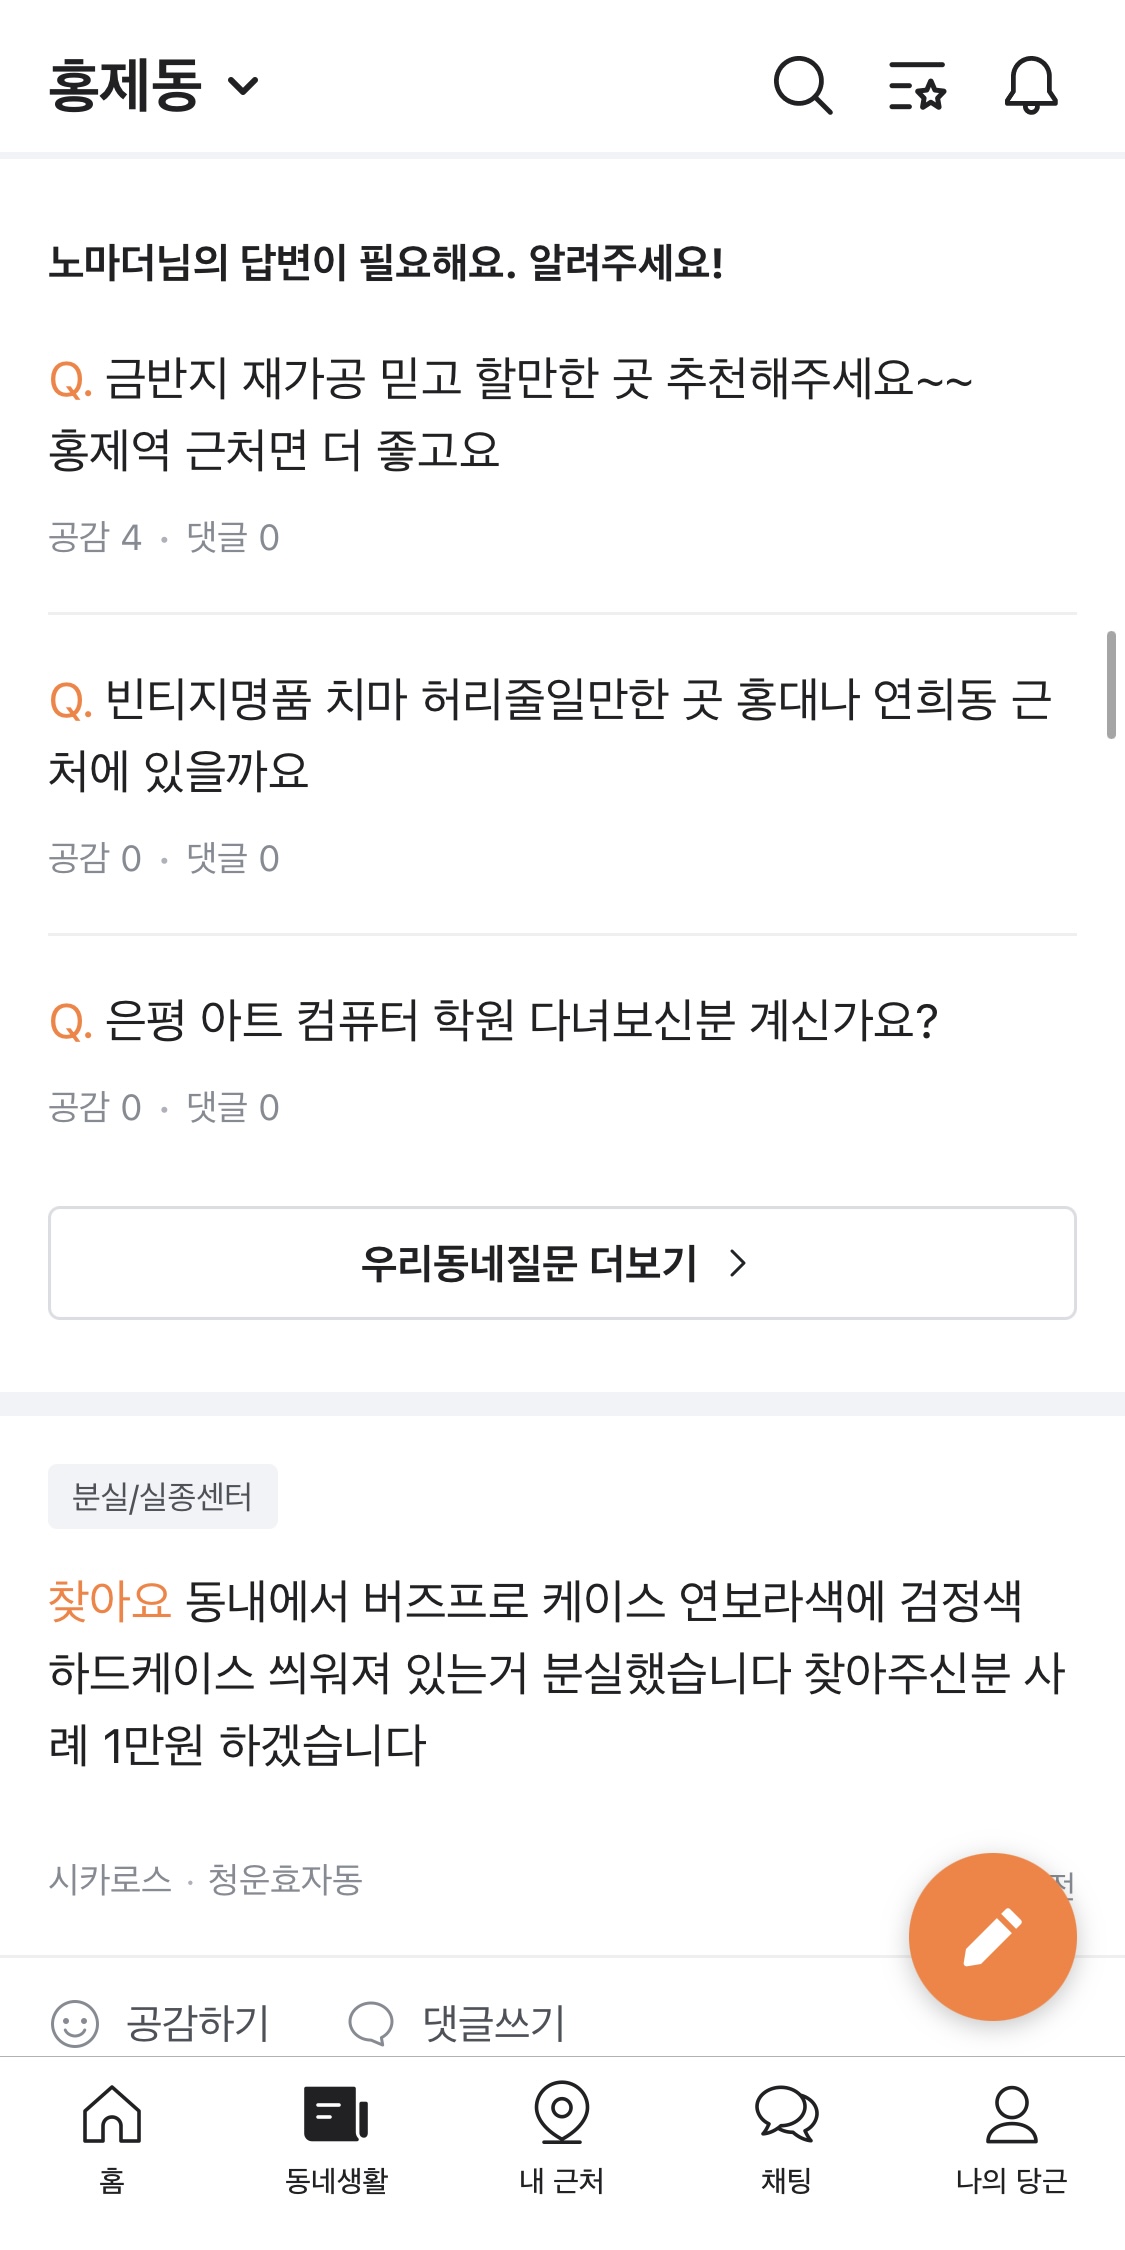 홍제동
노마더님의 답변이 필요해요. 알려주세요!
Q. 금반지 재가공 믿고 할만한 곳 추천해주세요~~
홍제역 근처면 더 좋고요
공감 4 · 댓글 0
Q. 빈티지명품 치마 허리줄일만한 곳 홍대나 연희동 근
처에 있을까요
공감 0 · 댓글 0
Q. 은평 아트 컴퓨터 학원 다녀보신분 계신가요?
공감 0 · 댓글 0
우리동네질문 더보기
분실/실종센터
찾아요 동내에서 버즈프로 케이스 연보라색에 검정색
하드케이스 씌워져 있는거 분실했습니다 찾아주신분 사
례 1만원 하겠습니다
시카로스 · 청운효자동
공감하기 댓글쓰기
홈 동네생활 내 근처 채팅 나의 당근